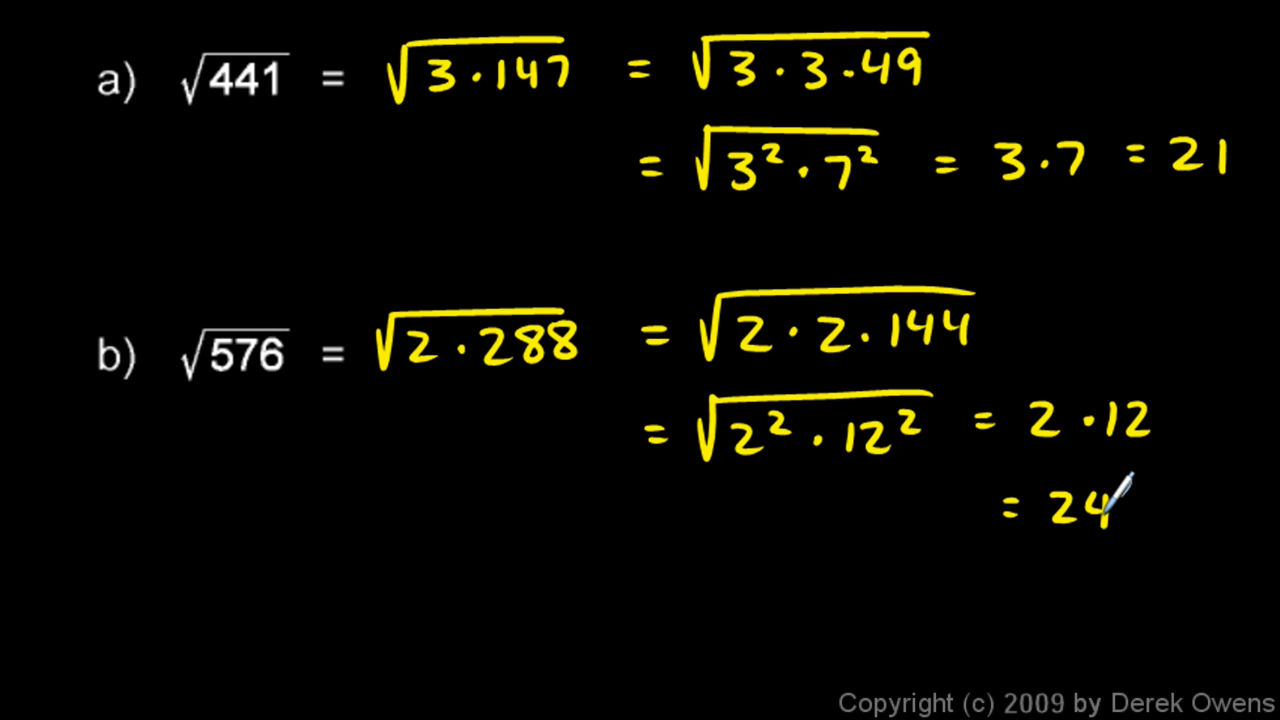 a) √441 = √3·147 = √3·3·49
= √3²·7² = 3·7 = 21
b) √576 = √2·288 = √2·2·144
= √2²·12² = 2·12
= 24
Copyright (c) 2009 by Derek Owens